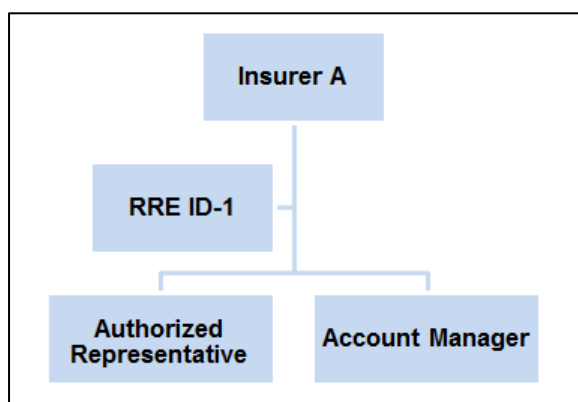 Insurer A
RRE ID-1
Authorized
Representative
Account Manager